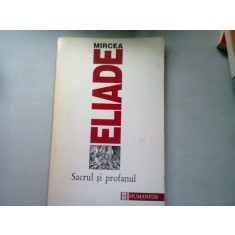 MIRCEA
ELIADE
Sacrul și profanul
HUMANITAS